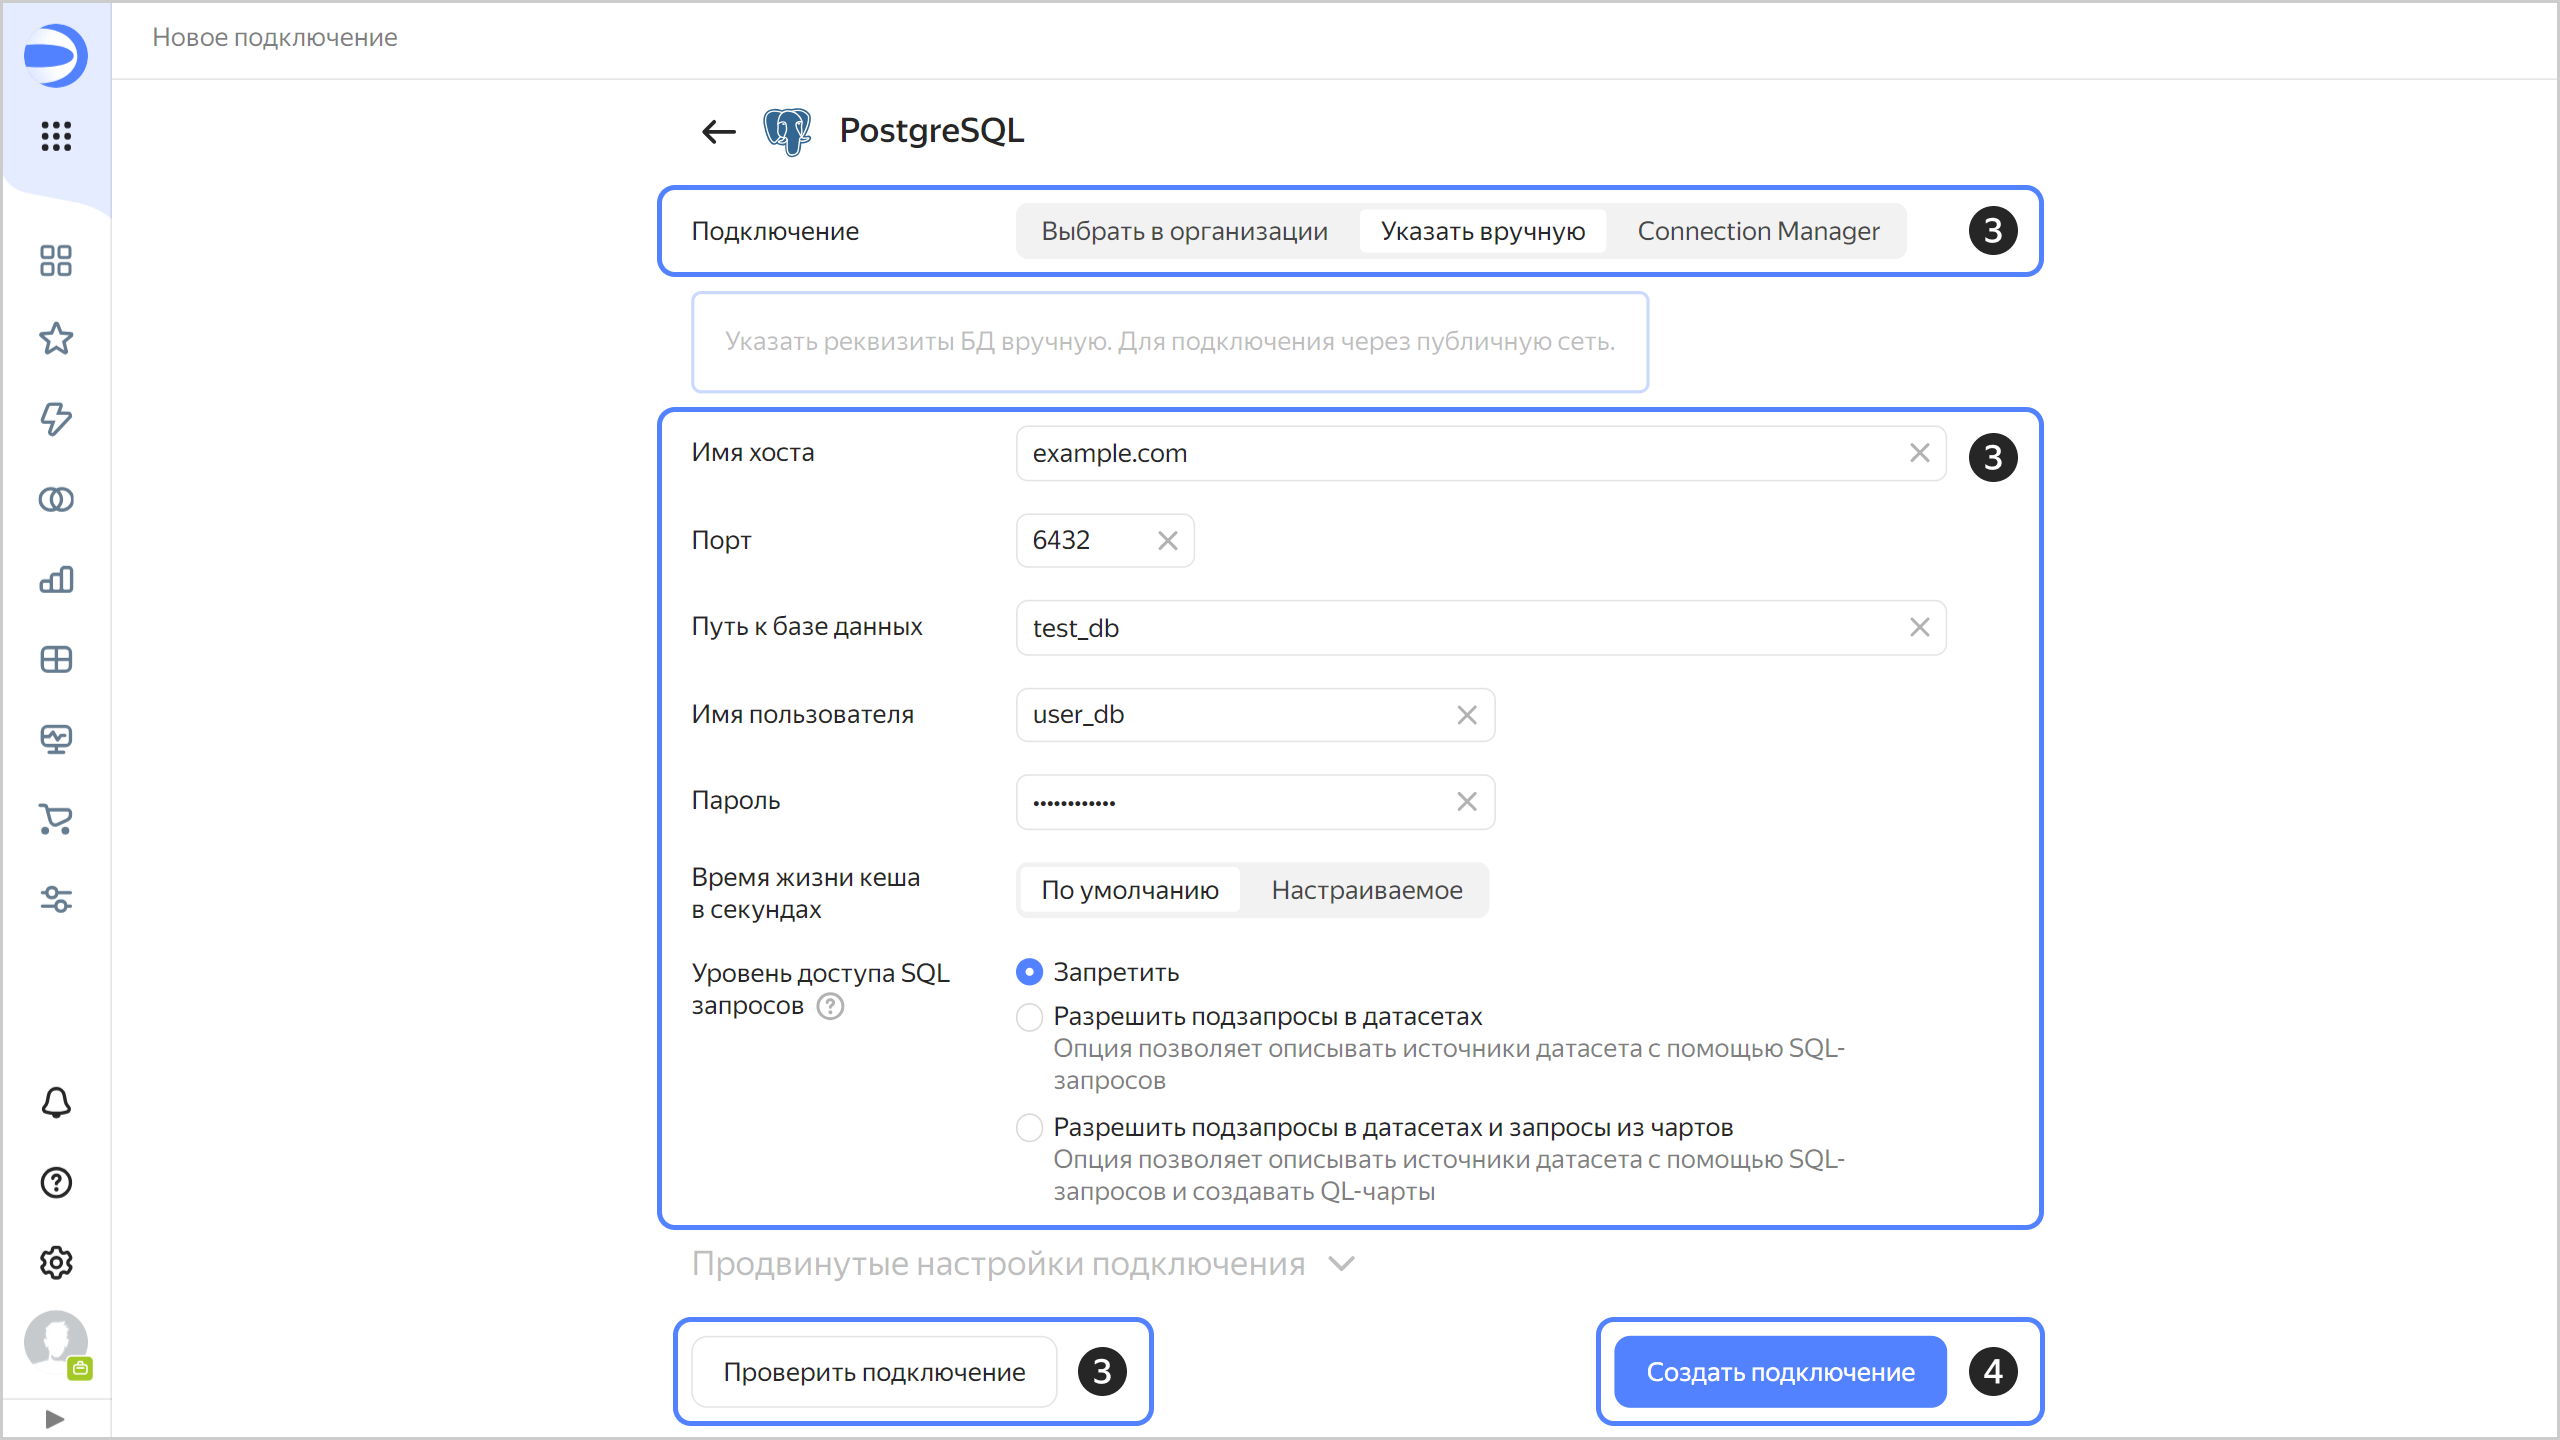 Новое подключение
PostgreSQL
Подключение
Выбрать в организации
Указать вручную
Connection Manager
3
Указать реквизиты БД вручную. Для подключения через публичную сеть.
Имя хоста
example.com
3
Порт
6432
Путь к базе данных
test_db
Имя пользователя
user_db
Пароль
••••••••••••
Время жизни кеша
в секундах
По умолчанию
Настраиваемое
Уровень доступа SQL
запросов
Запретить
Разрешить подзапросы в датасетах
Опция позволяет описывать источники датасета с помощью SQL-
запросов
Разрешить подзапросы в датасетах и запросы из чартов
Опция позволяет описывать источники датасета с помощью SQL-
запросов и создавать QL-чарты
Продвинутые настройки подключения
Проверить подключение
3
Создать подключение
4